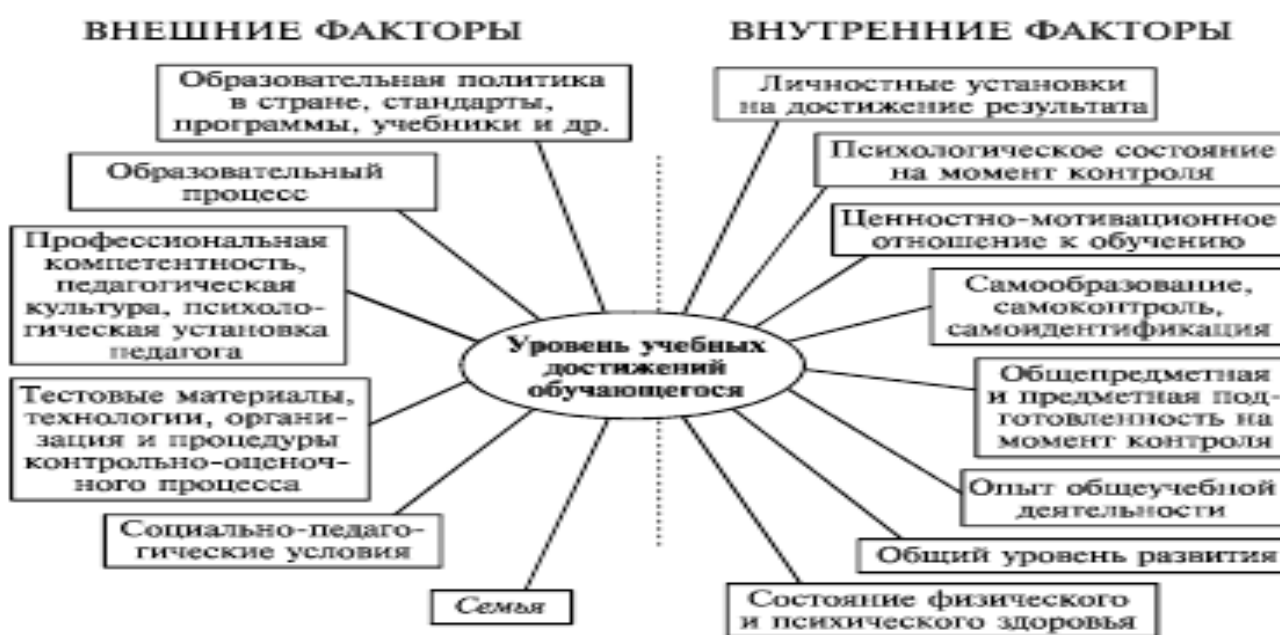 ВНЕШНИЕ ФАКТОРЫ
Образовательная политика
в стране, стандарты,
программы, учебники и др.
Образовательный
процесс
Профессиональная
компетентность,
педагогическая
культура, психоло-
гическая установка
педагога
Тестовые материалы,
технологии, органи-
зация и процедуры
контрольно-оценоч-
ного процесса
Социально-педаго-
гические условия
Семья
Уровень учебных
достижений
обучающегося
ВНУТРЕННИЕ ФАКТОРЫ
Личностные установки
на достижение результата
Психологическое состояние
на момент контроля
Ценностно-мотивационное
отношение к обучению
Самообразование,
самоконтроль,
самоидентификация
Общепредметная
и предметная под-
готовленность на
момент контроля
Опыт общеучебной
деятельности
Общий уровень развития
Состояние физического
и психического здоровья